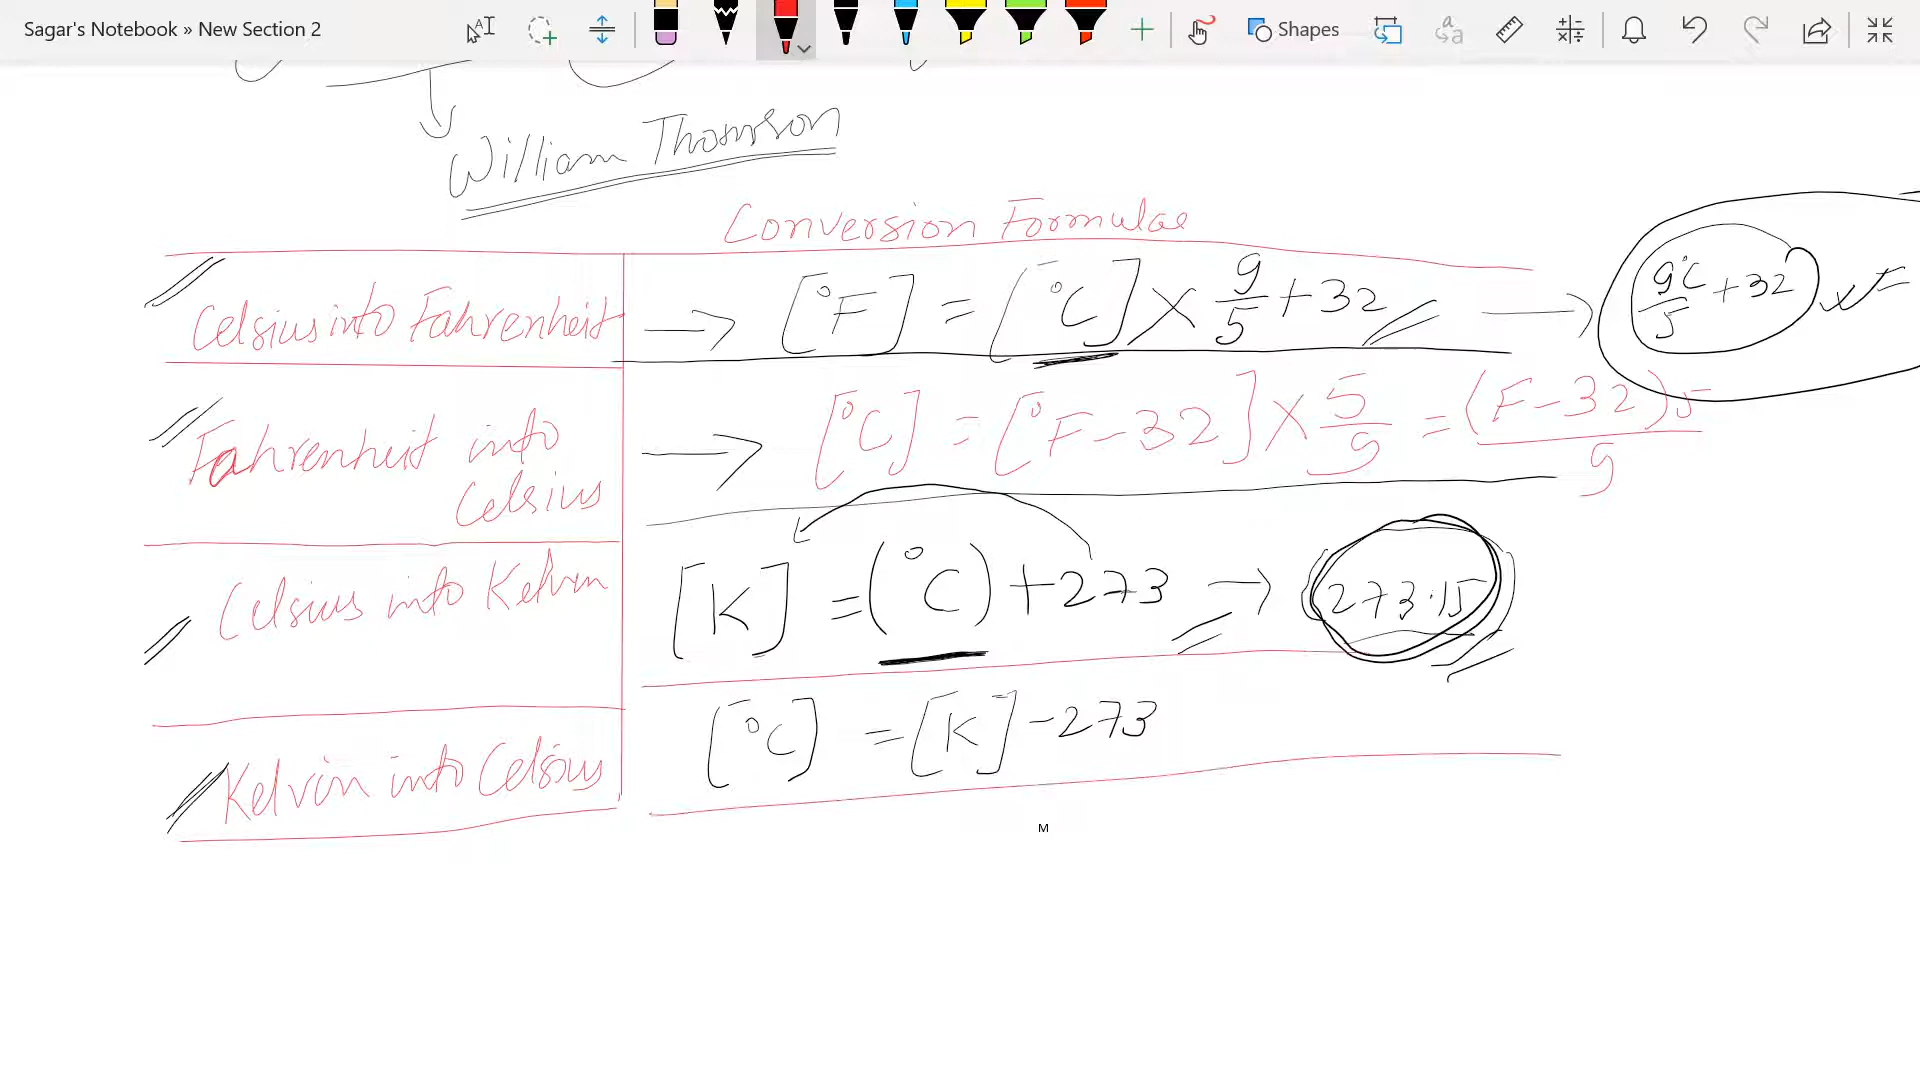 Sagar's Notebook » New Section 2
Shapes
William Thomson
Conversion Formulae
Celsius into Fahrenheit → [°F] = [°C] × 9/5 + 32 → 9°C/5 + 32
Fahrenheit into Celsius → [°C] = [°F - 32] × 5/9 = (F - 32) 5/9
Celsius into Kelvin [K] = (°C) + 273 → 273.15
Kelvin into Celsius [°C] = [K] - 273
M